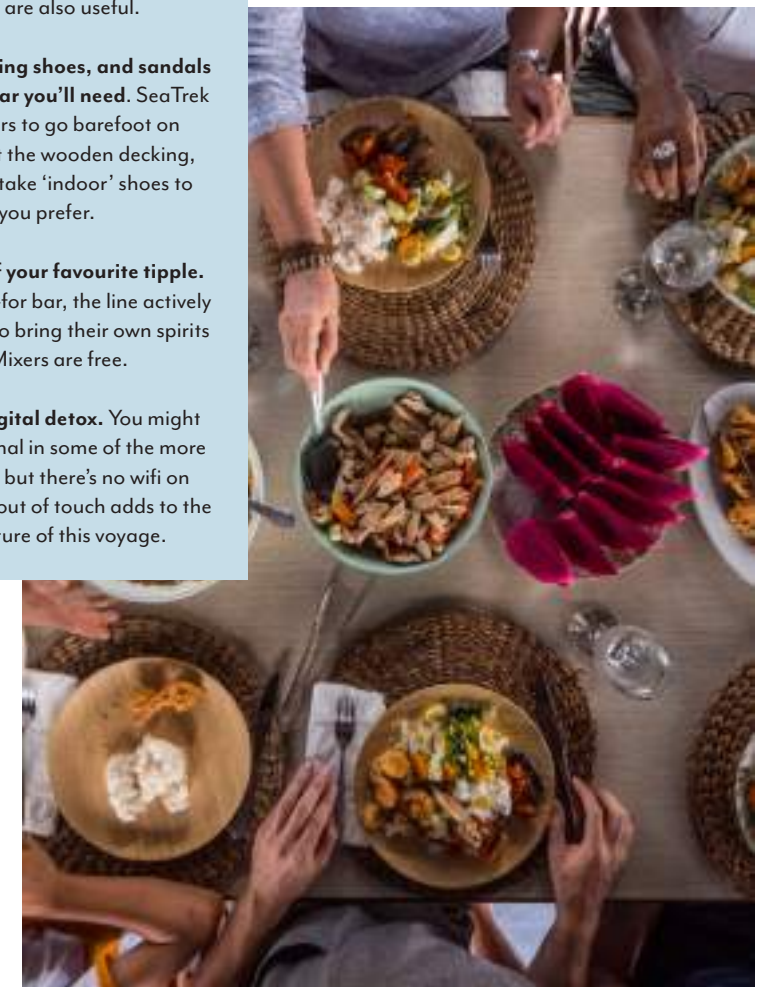 are also useful.
ing shoes, and sandals
ar you’ll need. SeaTrek
rs to go barefoot on
t the wooden decking,
take ‘indoor’ shoes to
you prefer.
f your favourite tipple.
for bar, the line actively
o bring their own spirits
Mixers are free.
gital detox. You might
nal in some of the more
but there’s no wifi on
out of touch adds to the
ture of this voyage.